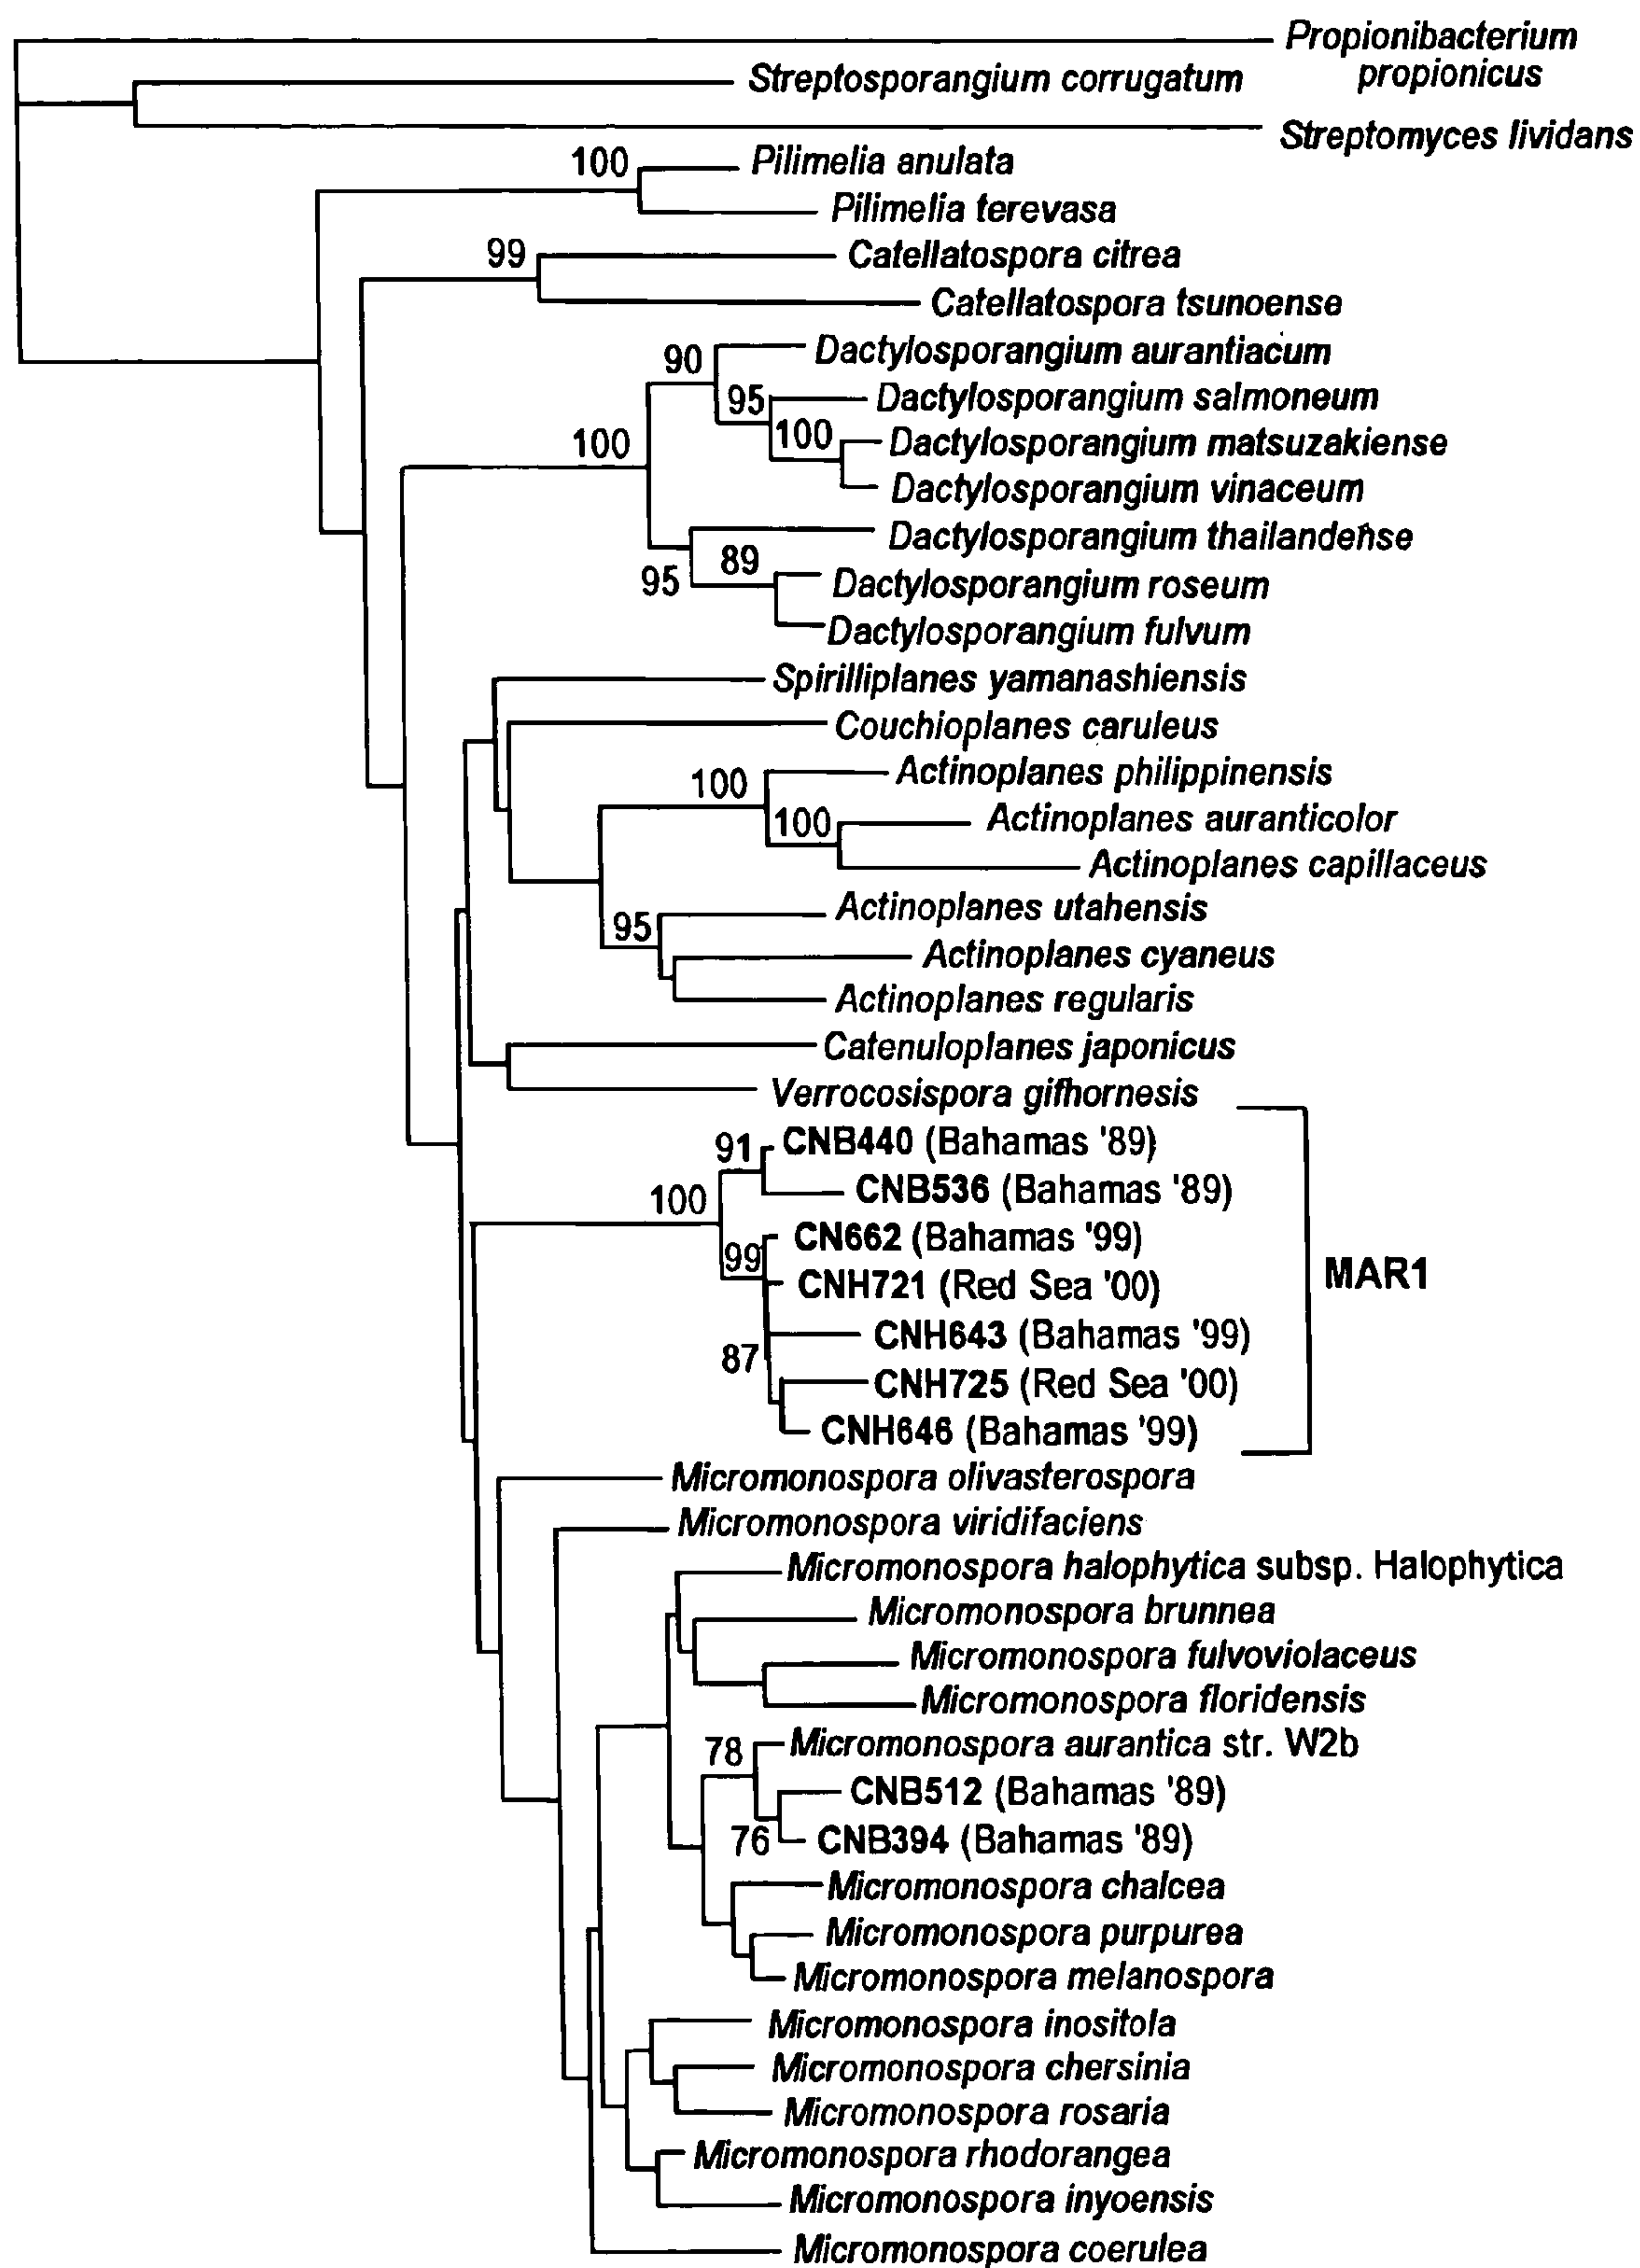 Propionibacterium
propionicus
Streptosporangium corrugatum
Streptomyces lividans
100
Pilimelia anulata
Pilimelia terevasa
99
Catellatospora citrea
Catellatospora tsunoense
90
Dactylosporangium aurantiacum
95
Dactylosporangium salmoneum
100
100
Dactylosporangium matsuzakiense
Dactylosporangium vinaceum
Dactylosporangium thailandense
95
89
Dactylosporangium roseum
Dactylosporangium fulvum
Spirilliplanes yamanashiensis
Couchioplanes caruleus
100
Actinoplanes philippinensis
100
Actinoplanes auranticolor
Actinoplanes capillaceus
Actinoplanes utahensis
95
Actinoplanes cyaneus
Actinoplanes regularis
Catenuloplanes japonicus
Verrocosispora gifhornesis
91
CNB440 (Bahamas '89)
100
CNB536 (Bahamas '89)
CN662 (Bahamas '99)
99
CNH721 (Red Sea '00)
MAR1
CNH643 (Bahamas '99)
87
CNH725 (Red Sea '00)
CNH646 (Bahamas '99)
Micromonospora olivasterospora
Micromonospora viridifaciens
Micromonospora halophytica subsp. Halophytica
Micromonospora brunnea
Micromonospora fulvoviolaceus
Micromonospora floridensis
78
Micromonospora aurantica str. W2b
CNB512 (Bahamas '89)
76
CNB394 (Bahamas '89)
Micromonospora chalcea
Micromonospora purpurea
Micromonospora melanospora
Micromonospora inositola
Micromonospora chersinia
Micromonospora rosaria
Micromonospora rhodorangea
Micromonospora inyoensis
Micromonospora coerulea